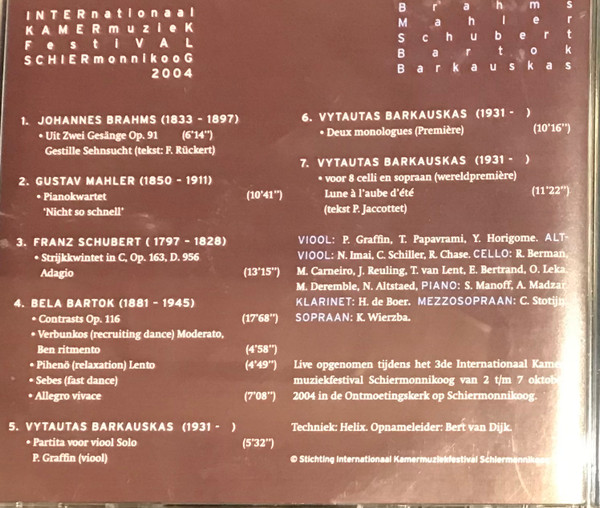 INTERnationaal
KAMERmuzieK
FeStiVAL
SCHIERmonnikooG
2004
Brahms
Mahler
Schubert
Bartok
Barkauskas
1. JOHANNES BRAHMS (1833 - 1897)
• Uit Zwei Gesänge Op. 91 (6'14")
Gestille Sehnsucht (tekst: F. Rückert)
2. GUSTAV MAHLER (1850 - 1911)
• Pianokwartet (10'41")
'Nicht so schnell'
3. FRANZ SCHUBERT ( 1797 - 1828)
• Strijkkwintet in C, Op. 163, D. 956
Adagio (13'15")
4. BELA BARTOK (1881 - 1945)
• Contrasts Op. 116 (17'68")
• Verbunkos (recruiting dance) Moderato,
Ben ritmento (4'58")
• Pihenö (relaxation) Lento (4'49")
• Sebes (fast dance)
• Allegro vivace (7'08")
5. VYTAUTAS BARKAUSKAS (1931 - )
• Partita voor viool Solo (5'32")
P. Graffin (viool)
6. VYTAUTAS BARKAUSKAS (1931 - )
• Deux monologues (Première) (10'16")
7. VYTAUTAS BARKAUSKAS (1931 - )
• voor 8 celli en sopraan (wereldpremière)
Lune à l'aube d'été (11'22")
(tekst P. Jaccottet)
VIOOL: P. Graffin, T. Papavrami, Y. Horigome. ALT-
VIOOL: N. Imai, C. Schiller, R. Chase. CELLO: R. Berman,
M. Carneiro, J. Reuling, T. van Lent, E. Bertrand, O. Leka,
M. Deremble, N. Altstaed, PIANO: S. Manoff, A. Madzar,
KLARINET: H. de Boer. MEZZOSOPRAAN: C. Stotijn,
SOPRAAN: K. Wierzba.
Live opgenomen tijdens het 3de Internationaal Kamer
muziekfestival Schiermonnikoog van 2 t/m 7 oktob
2004 in de Ontmoetingskerk op Schiermonnikoog.
Techniek: Helix. Opnameleider: Bert van Dijk.
© Stichting Internationaal Kamermuziekfestival Schiermonnikoo